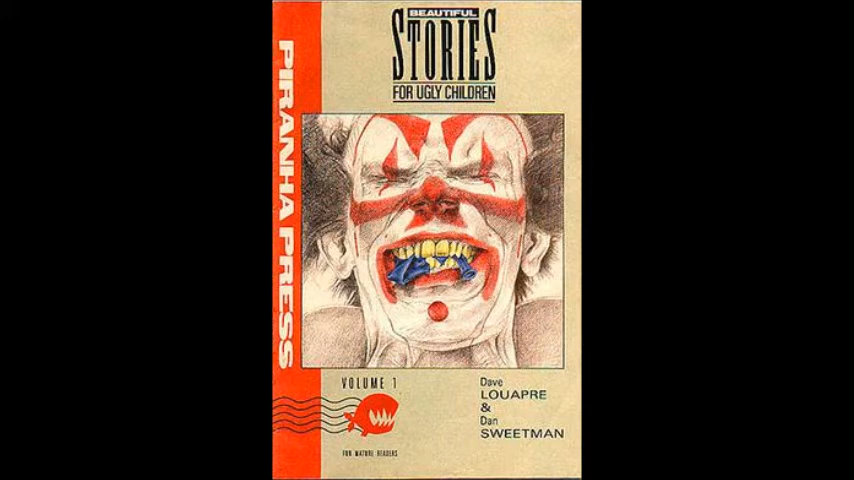 BEAUTIFUL
STORIES
FOR UGLY CHILDREN
PIRANHA PRESS
VOLUME 1
FOR MATURE READERS
Dave
LOUAPRE
&
Dan
SWEETMAN